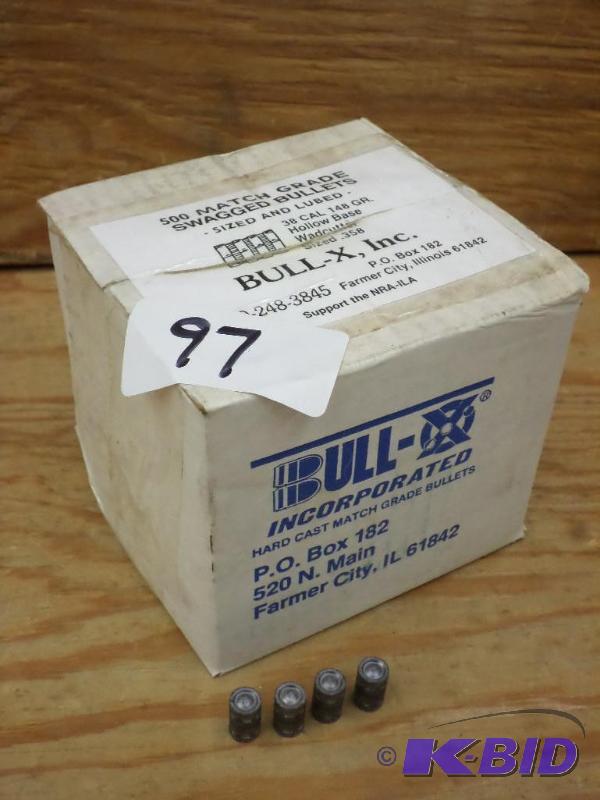 500 MATCH GRADE
SWAGGED BULLETS
- SIZED AND LUBED -
38 CAL. 148 GR.
Hollow Base
Wadcutter
Sized .358
BULL-X, Inc.
P.O. Box 182
-248-3845 Farmer City, Illinois 61842
Support the NRA-ILA
97
BULL-X®
INCORPORATED
HARD CAST MATCH GRADE BULLETS
P.O. Box 182
520 N. Main
Farmer City, IL 61842
© K-BID